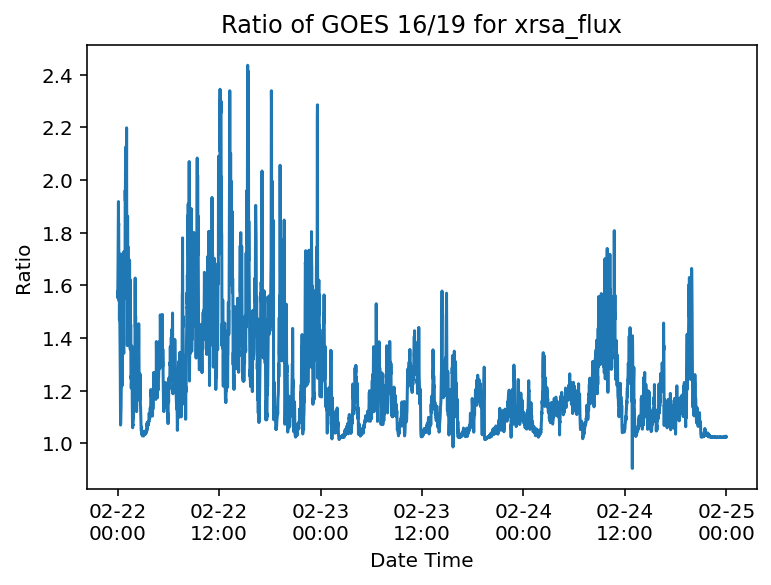 Ratio of GOES 16/19 for xrsa_flux
2.4
2.2
2.0
1.8
1.6
1.4
1.2
1.0
Ratio
02-22 02-22 02-23 02-23 02-24 02-24 02-25
00:00 12:00 00:00 12:00 00:00 12:00 00:00
Date Time